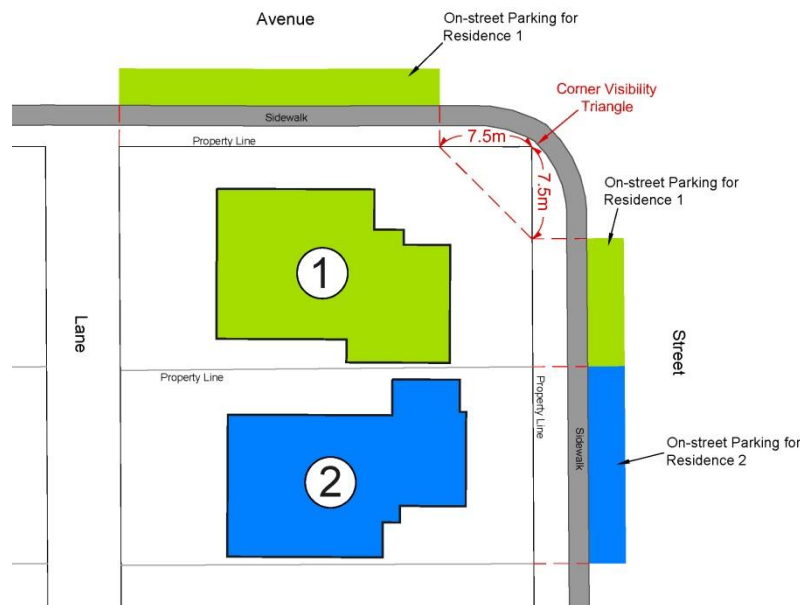 Avenue
On-street Parking for
Residence 1
Corner Visibility
Triangle
Sidewalk
Property Line
7.5m
7.5m
On-street Parking for
Residence 1
1
Lane
Street
Property Line
Property Line
Sidewalk
On-street Parking for
Residence 2
2